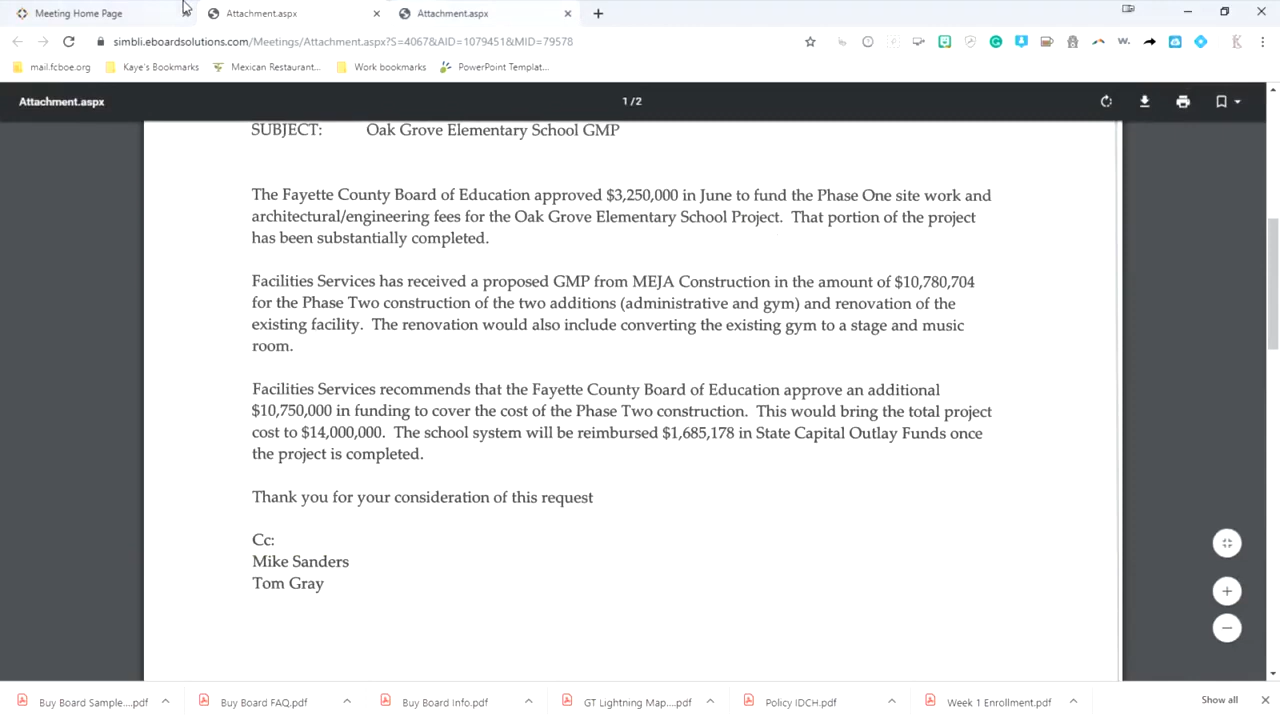 Meeting Home Page
Attachment.aspx
Attachment.aspx
simbli.eboardsolutions.com/Meetings/Attachment.aspx?S=4067&AID=1079451&MID=79578
mail.fcboe.org
Kaye's Bookmarks
Mexican Restaurant...
Work bookmarks
PowerPoint Templat...
Attachment.aspx
1 / 2
SUBJECT: Oak Grove Elementary School GMP
The Fayette County Board of Education approved $3,250,000 in June to fund the Phase One site work and
architectural/engineering fees for the Oak Grove Elementary School Project. That portion of the project
has been substantially completed.
Facilities Services has received a proposed GMP from MEJA Construction in the amount of $10,780,704
for the Phase Two construction of the two additions (administrative and gym) and renovation of the
existing facility. The renovation would also include converting the existing gym to a stage and music
room.
Facilities Services recommends that the Fayette County Board of Education approve an additional
$10,750,000 in funding to cover the cost of the Phase Two construction. This would bring the total project
cost to $14,000,000. The school system will be reimbursed $1,685,178 in State Capital Outlay Funds once
the project is completed.
Thank you for your consideration of this request
Cc:
Mike Sanders
Tom Gray
Buy Board Sample....pdf
Buy Board FAQ.pdf
Buy Board Info.pdf
GT Lightning Map....pdf
Policy IDCH.pdf
Week 1 Enrollment.pdf
Show all